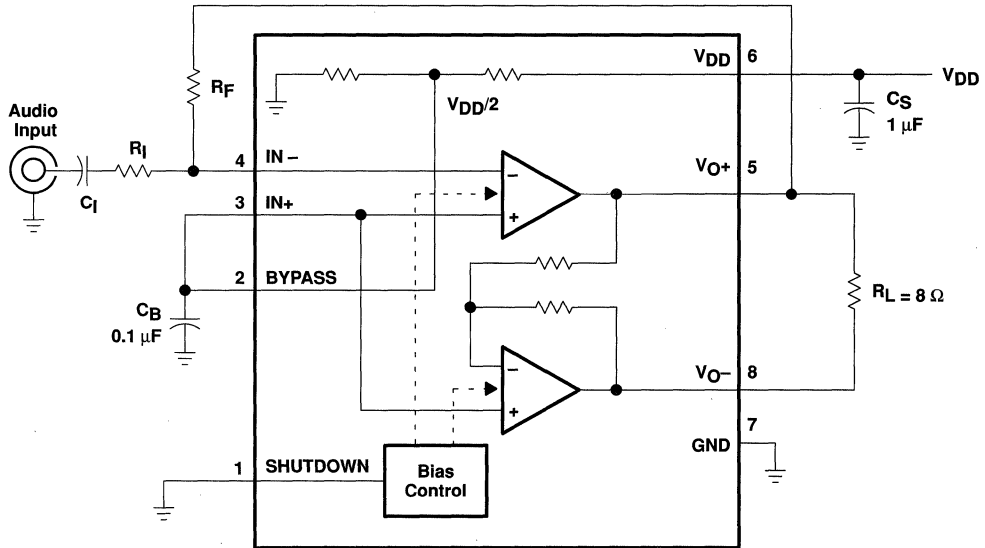 V_DD 6
V_DD
R_F
V_DD/2
C_S
1 μF
Audio
Input
R_I
4 IN –
V_O+ 5
C_I
3 IN+
–
+
2 BYPASS
C_B
0.1 μF
R_L = 8 Ω
–
+
V_O– 8
7
GND
1 SHUTDOWN
Bias
Control